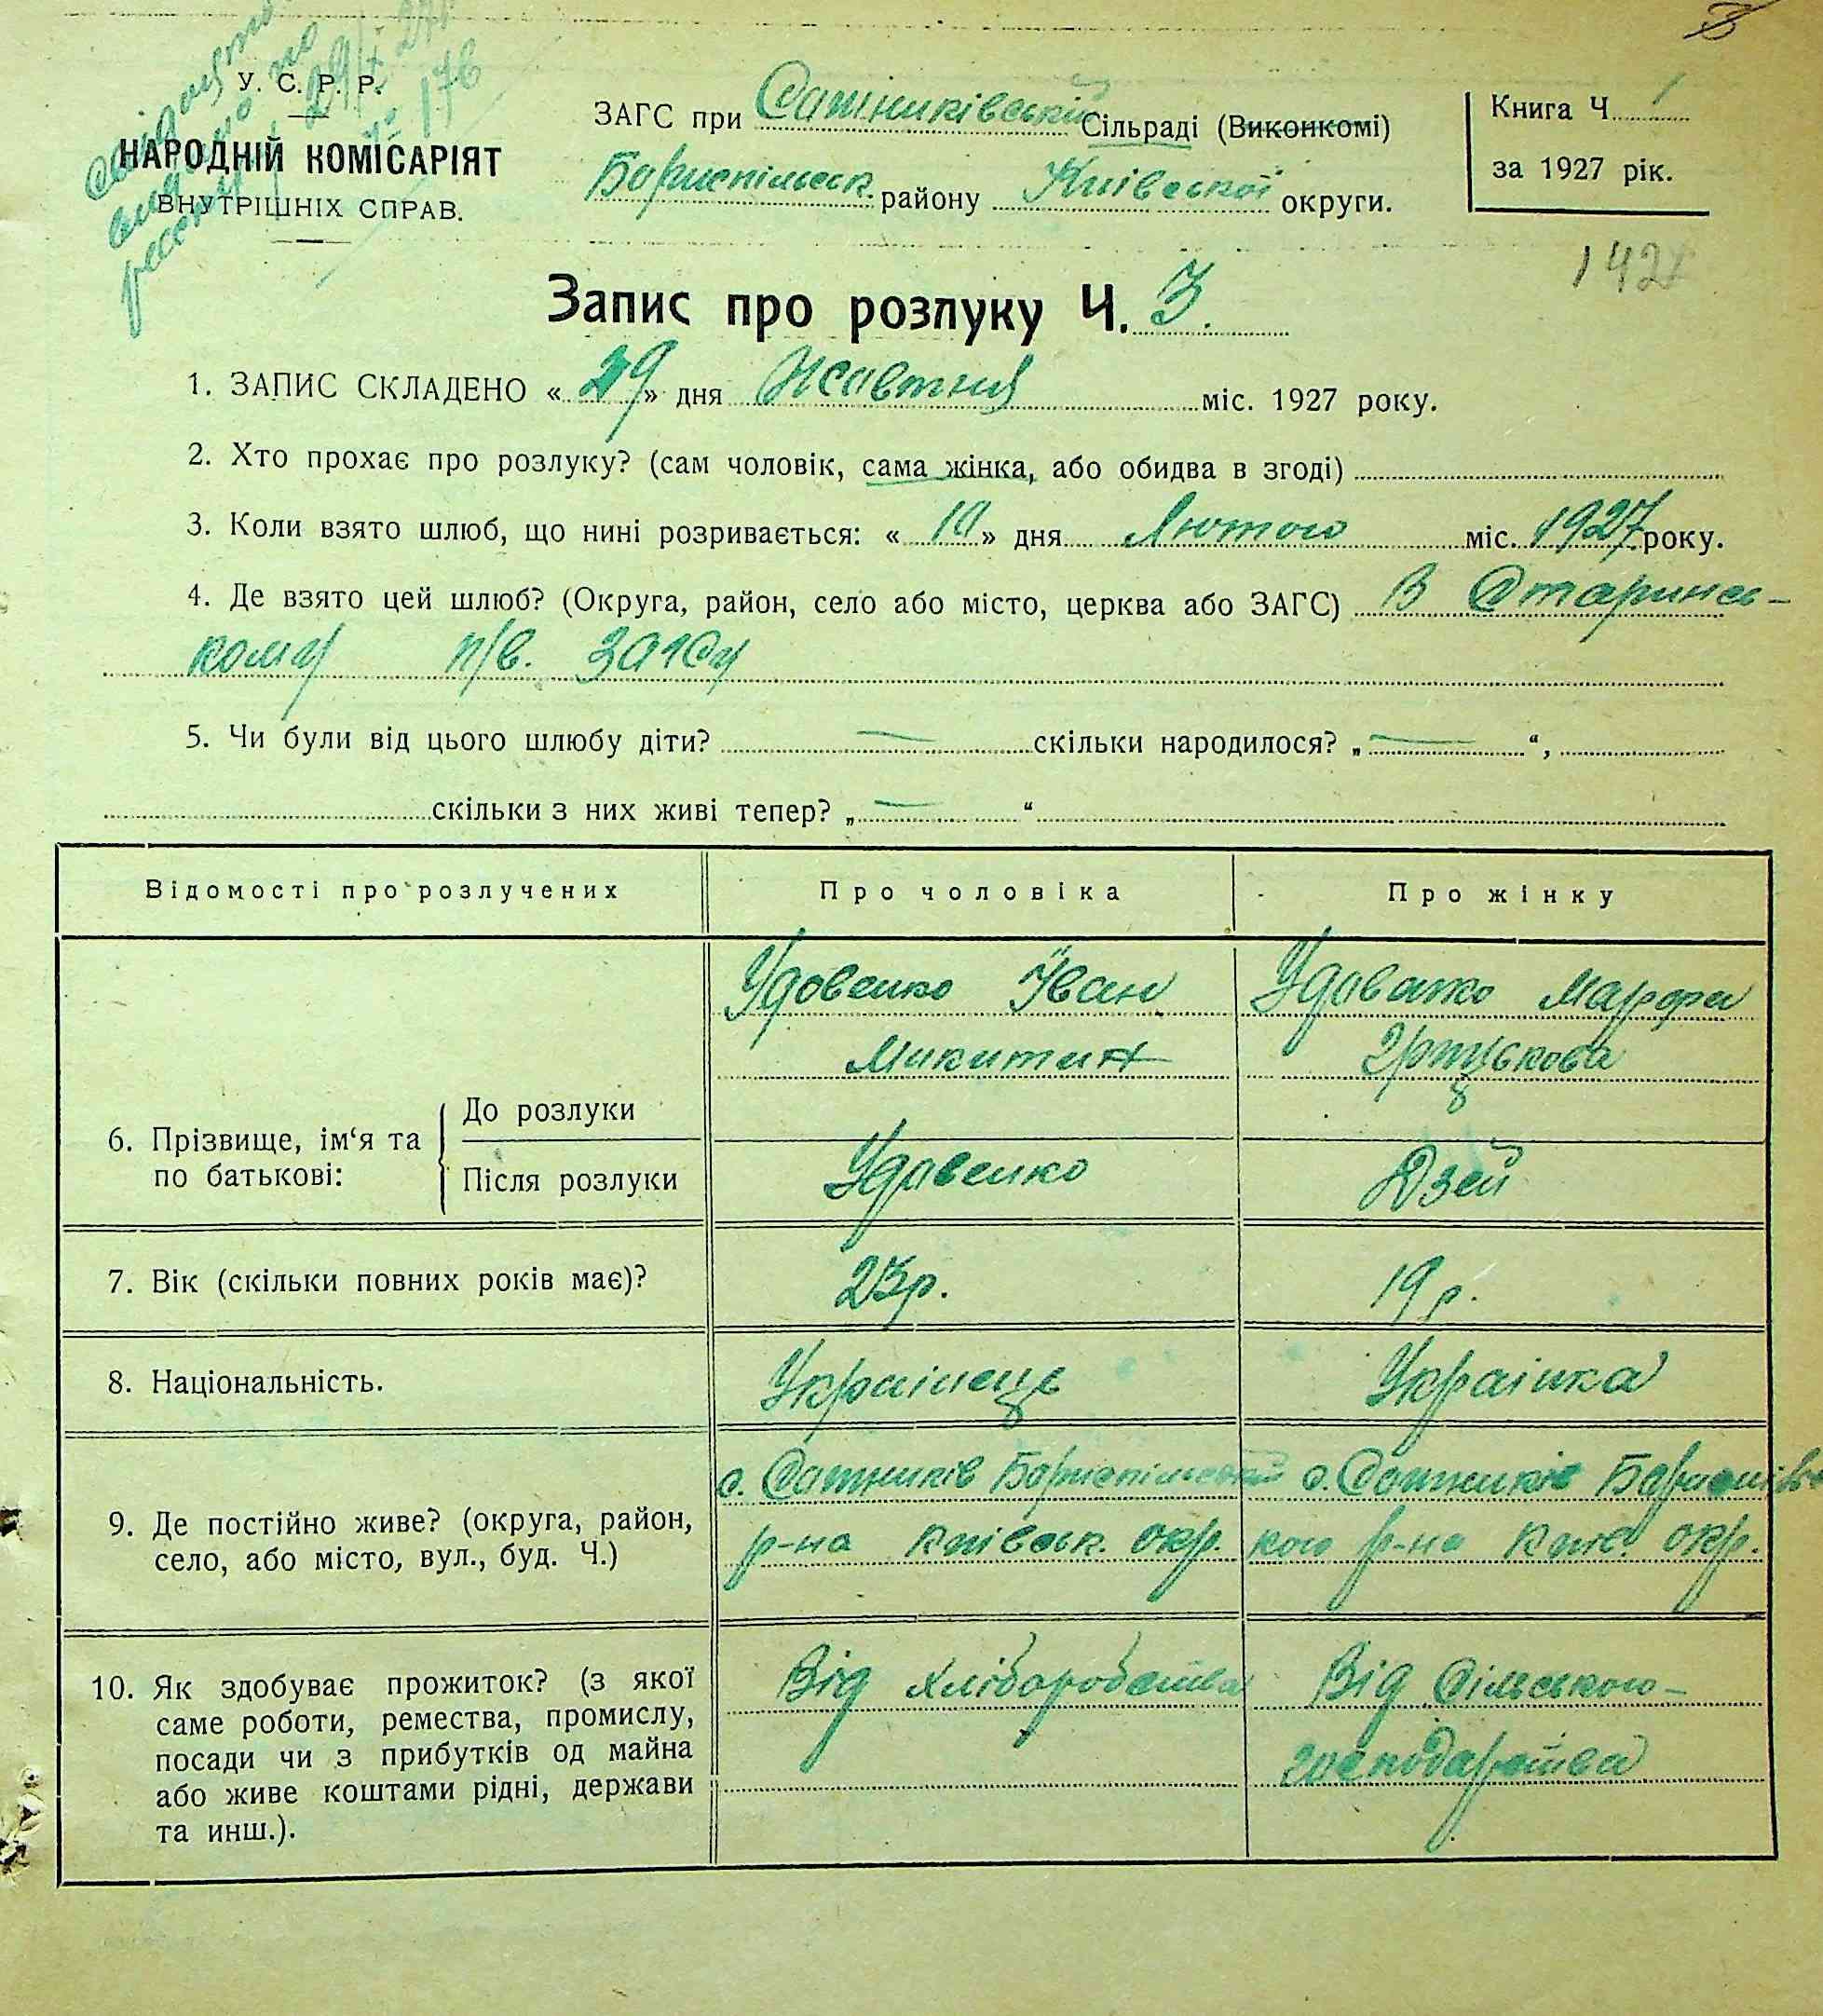 У. С. Р. Р.
НАРОДНІЙ КОМІСАРІЯТ
ВНУТРІШНІХ СПРАВ.
ЗАГС при Сотниківській Сільраді (Виконкомі)
Бориспільск. району Київської округи.
Книга Ч. 1
за 1927 рік.
Запис про розлуку Ч. 3.
1. ЗАПИС СКЛАДЕНО «29» дня Жовтня міс. 1927 року.
2. Хто прохає про розлуку? (сам чоловік, сама жінка, або обидва в згоді)
3. Коли взято шлюб, що нині розривається: «10» дня Лютого міс. 1927 року.
4. Де взято цей шлюб? (Округа, район, село або місто, церква або ЗАГС) В Старинсь-
кому п/в. ЗАГСу
5. Чи були від цього шлюбу діти? — скільки народилося? „ — “,
скільки з них живі тепер? „ — “
Відомості про розлучених Про чоловіка Про жінку
Удовенко Іван Удовенко Марфа
Микитин
6. Прізвище, ім‘я та по батькові:
До розлуки
Після розлуки Удовенко Дзей
7. Вік (скільки повних років має)? 23р. 19 р.
8. Національність. Украінець Украінка
9. Де постійно живе? (округа, район,
село, або місто, вул., буд. Ч.)
с. Сотників Бориспільськ
р-на Київськ. окр.
с. Сотників Бориспільсь
кого р-на Київ. окр.
10. Як здобуває прожиток? (з якої
саме роботи, ремества, промислу,
посади чи з прибутків од майна
або живе коштами рідні, держави
та инш.).
Від хліборобства
Від Сільського-
господарства